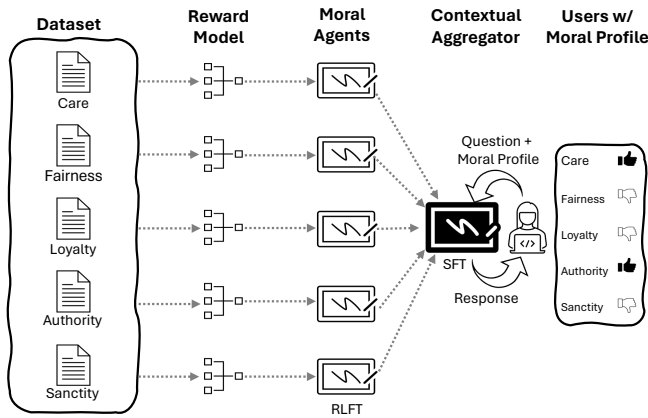 Dataset
Reward
Model
Moral
Agents
Contextual
Aggregator
Users w/
Moral Profile
Care
Fairness
Loyalty
Authority
Sanctity
RLFT
Question +
Moral Profile
</>
SFT
Response
Care
Fairness
Loyalty
Authority
Sanctity